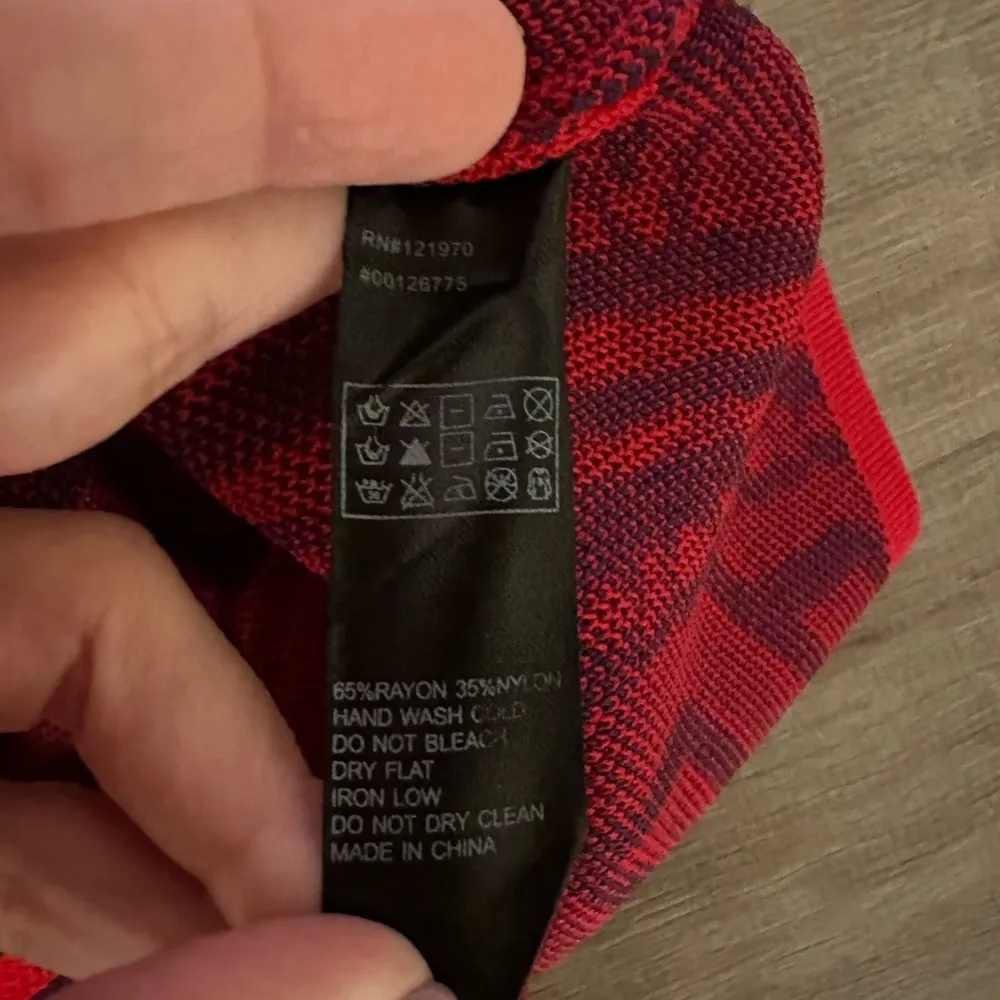 RN#121970
#00126775
65%RAYON 35%NYLON
HAND WASH COLD
DO NOT BLEACH
DRY FLAT
IRON LOW
DO NOT DRY CLEAN
MADE IN CHINA